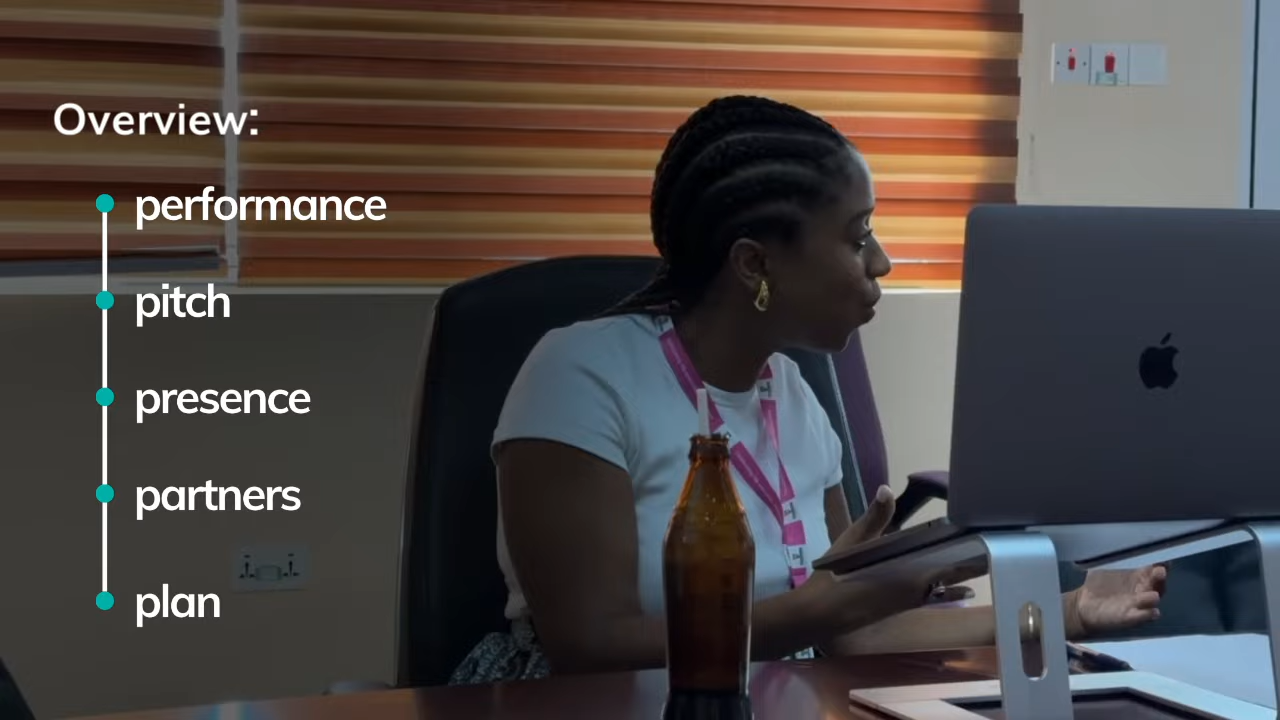 Overview:
performance
pitch
presence
partners
plan